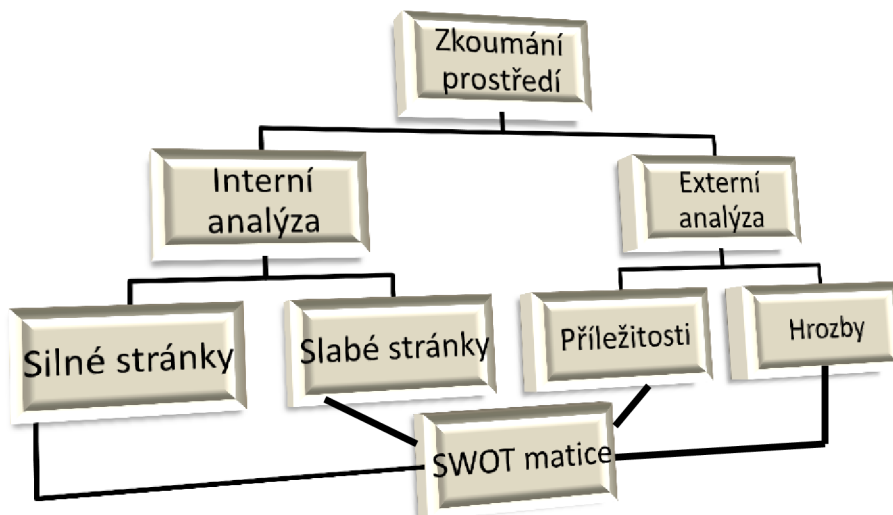 Zkoumání
prostředí
Interní
analýza
Externí
analýza
Silné stránky
Slabé stránky
Příležitosti
Hrozby
SWOT matice